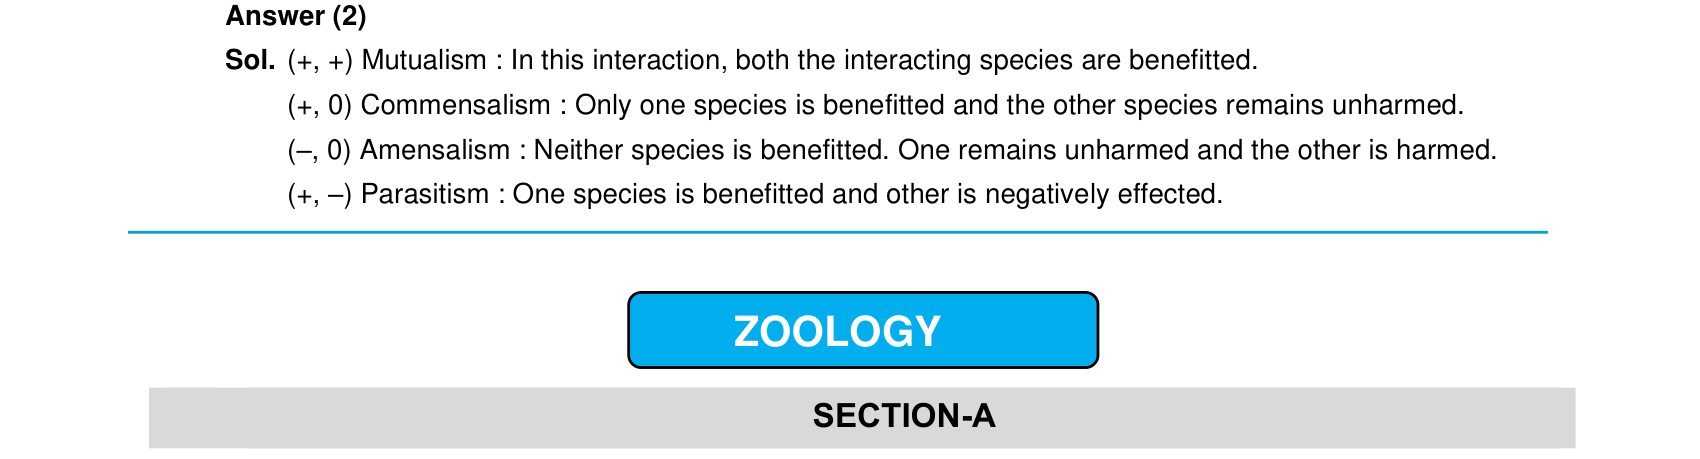 Answer (2)
Sol. (+, +) Mutualism : In this interaction, both the interacting species are benefitted.
(+, 0) Commensalism : Only one species is benefitted and the other species remains unharmed.
(–, 0) Amensalism : Neither species is benefitted. One remains unharmed and the other is harmed.
(+, –) Parasitism : One species is benefitted and other is negatively effected.
ZOOLOGY
SECTION-A